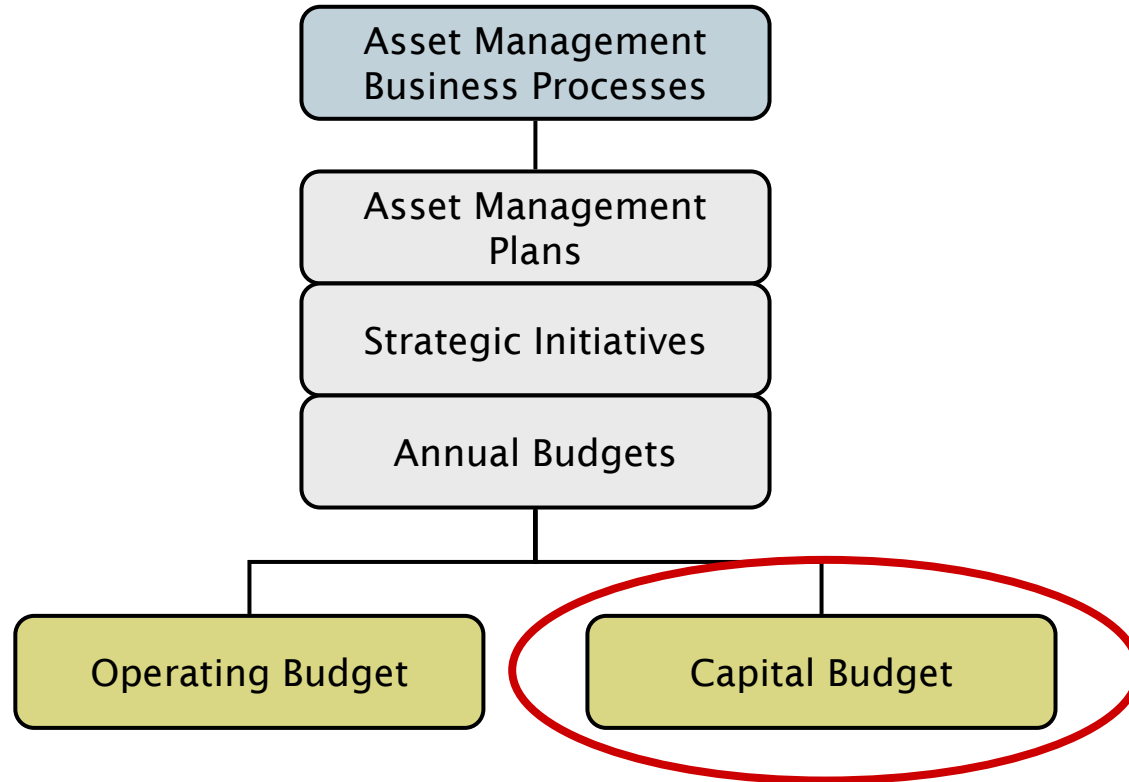 Asset Management
Business Processes
Asset Management
Plans
Strategic Initiatives
Annual Budgets
Operating Budget
Capital Budget